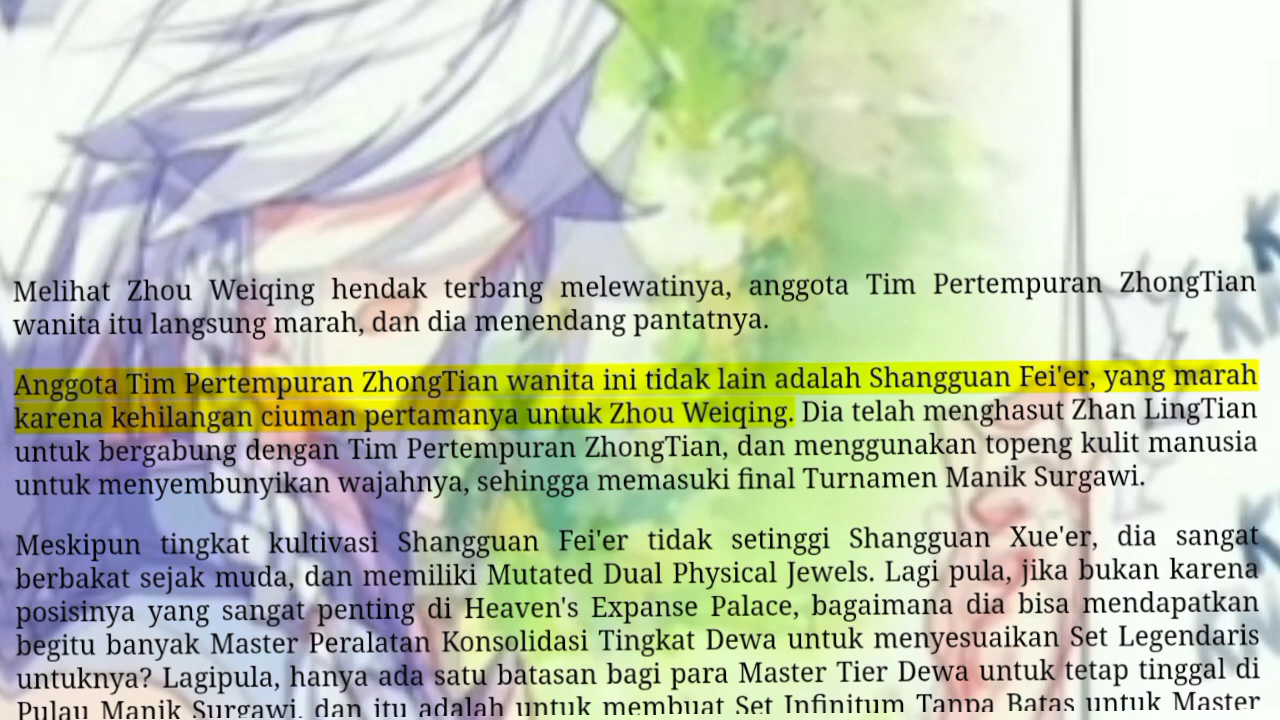 Melihat Zhou Weiqing hendak terbang melewatinya, anggota Tim Pertempuran ZhongTian
wanita itu langsung marah, dan dia menendang pantatnya.
Anggota Tim Pertempuran ZhongTian wanita ini tidak lain adalah Shangguan Fei'er, yang marah
karena kehilangan ciuman pertamanya untuk Zhou Weiqing. Dia telah menghasut Zhan LingTian
untuk bergabung dengan Tim Pertempuran ZhongTian, dan menggunakan topeng kulit manusia
untuk menyembunyikan wajahnya, sehingga memasuki final Turnamen Manik Surgawi.
Meskipun tingkat kultivasi Shangguan Fei'er tidak setinggi Shangguan Xue'er, dia sangat
berbakat sejak muda, dan memiliki Mutated Dual Physical Jewels. Lagi pula, jika bukan karena
posisinya yang sangat penting di Heaven's Expanse Palace, bagaimana dia bisa mendapatkan
begitu banyak Master Peralatan Konsolidasi Tingkat Dewa untuk menyesuaikan Set Legendaris
untuknya? Lagipula, hanya ada satu batasan bagi para Master Tier Dewa untuk tetap tinggal di
Pulau Manik Surgawi, dan itu adalah untuk membuat Set Infinitum Tanpa Batas untuk Master